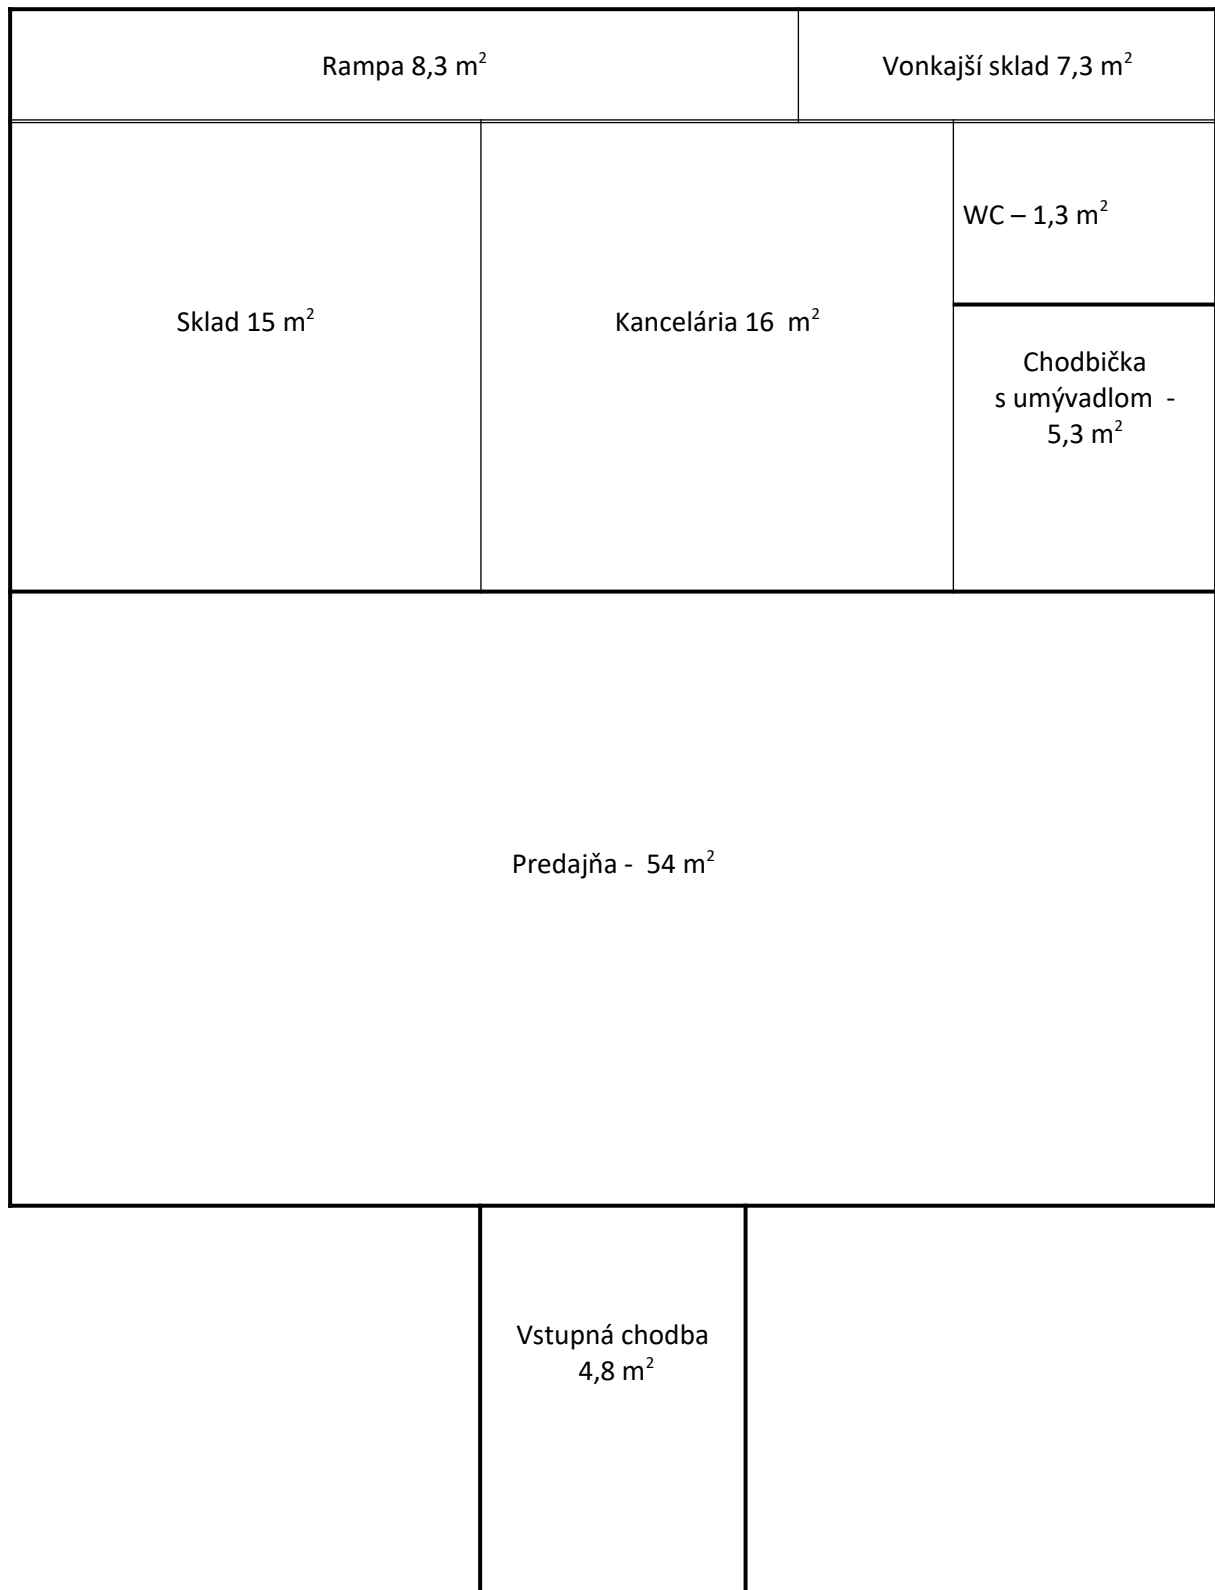 Rampa 8,3 m²
Vonkajší sklad 7,3 m²
WC – 1,3 m²
Sklad 15 m²
Kancelária 16  m²
Chodbička
s umývadlom  -
5,3 m²
Predajňa -  54 m²
Vstupná chodba
4,8 m²